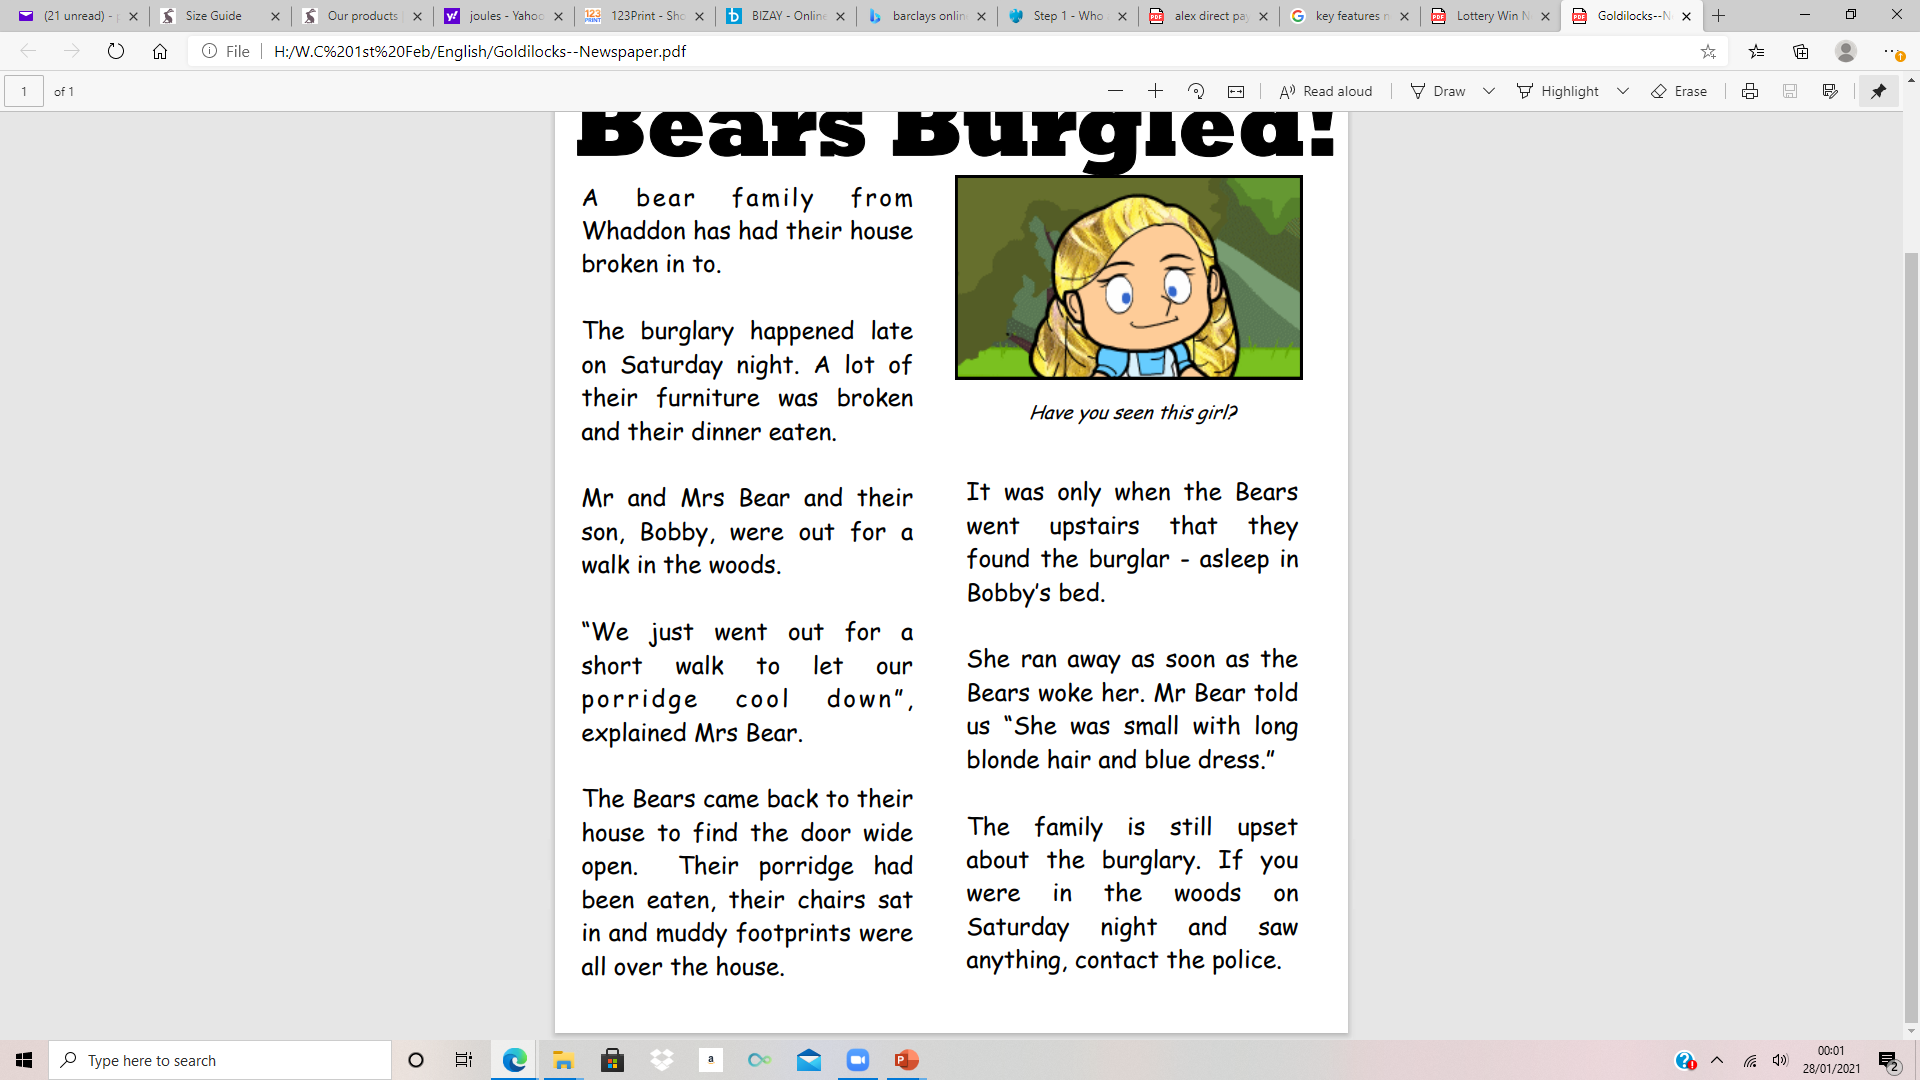 (21 unread) - p
Size Guide
Our products
joules - Yahoo
123Print - Sho
BIZAY - Online
barclays onlin
Step 1 - Who a
alex direct pay
key features n
Lottery Win N
Goldilocks--N
File
H:/W.C%201st%20Feb/English/Goldilocks--Newspaper.pdf
1 of 1
Read aloud
Draw
Highlight
Erase
Bears Burgled!
A bear family from
Whaddon has had their house
broken in to.
The burglary happened late
on Saturday night. A lot of
their furniture was broken
and their dinner eaten.
Mr and Mrs Bear and their
son, Bobby, were out for a
walk in the woods.
“We just went out for a
short walk to let our
porridge cool down”,
explained Mrs Bear.
The Bears came back to their
house to find the door wide
open. Their porridge had
been eaten, their chairs sat
in and muddy footprints were
all over the house.
Have you seen this girl?
It was only when the Bears
went upstairs that they
found the burglar - asleep in
Bobby’s bed.
She ran away as soon as the
Bears woke her. Mr Bear told
us “She was small with long
blonde hair and blue dress.”
The family is still upset
about the burglary. If you
were in the woods on
Saturday night and saw
anything, contact the police.
Type here to search
a
00:01
28/01/2021
2